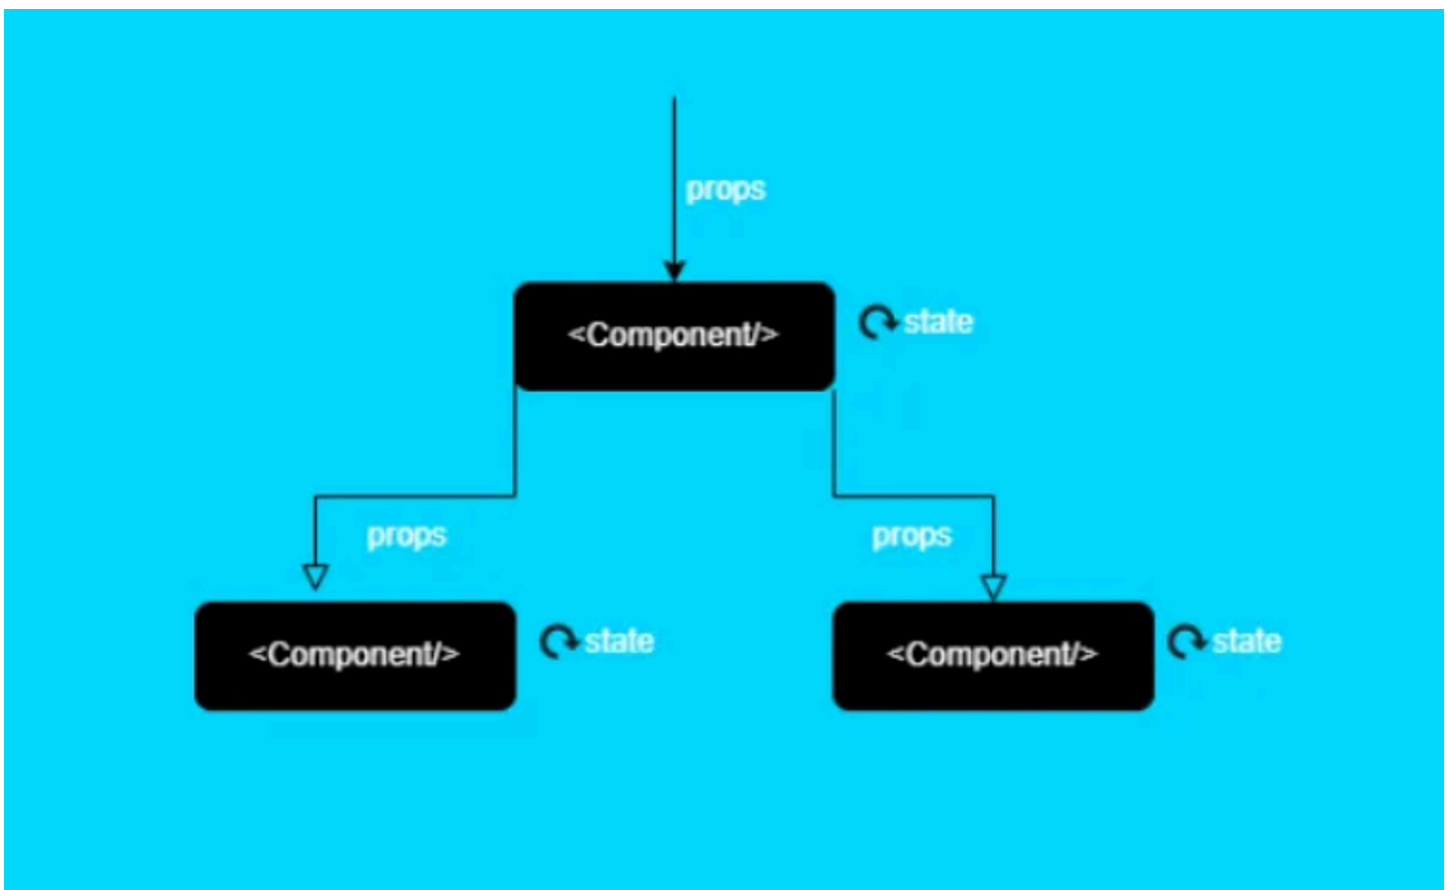 props
<Component/>
state
props
props
<Component/>
state
<Component/>
state